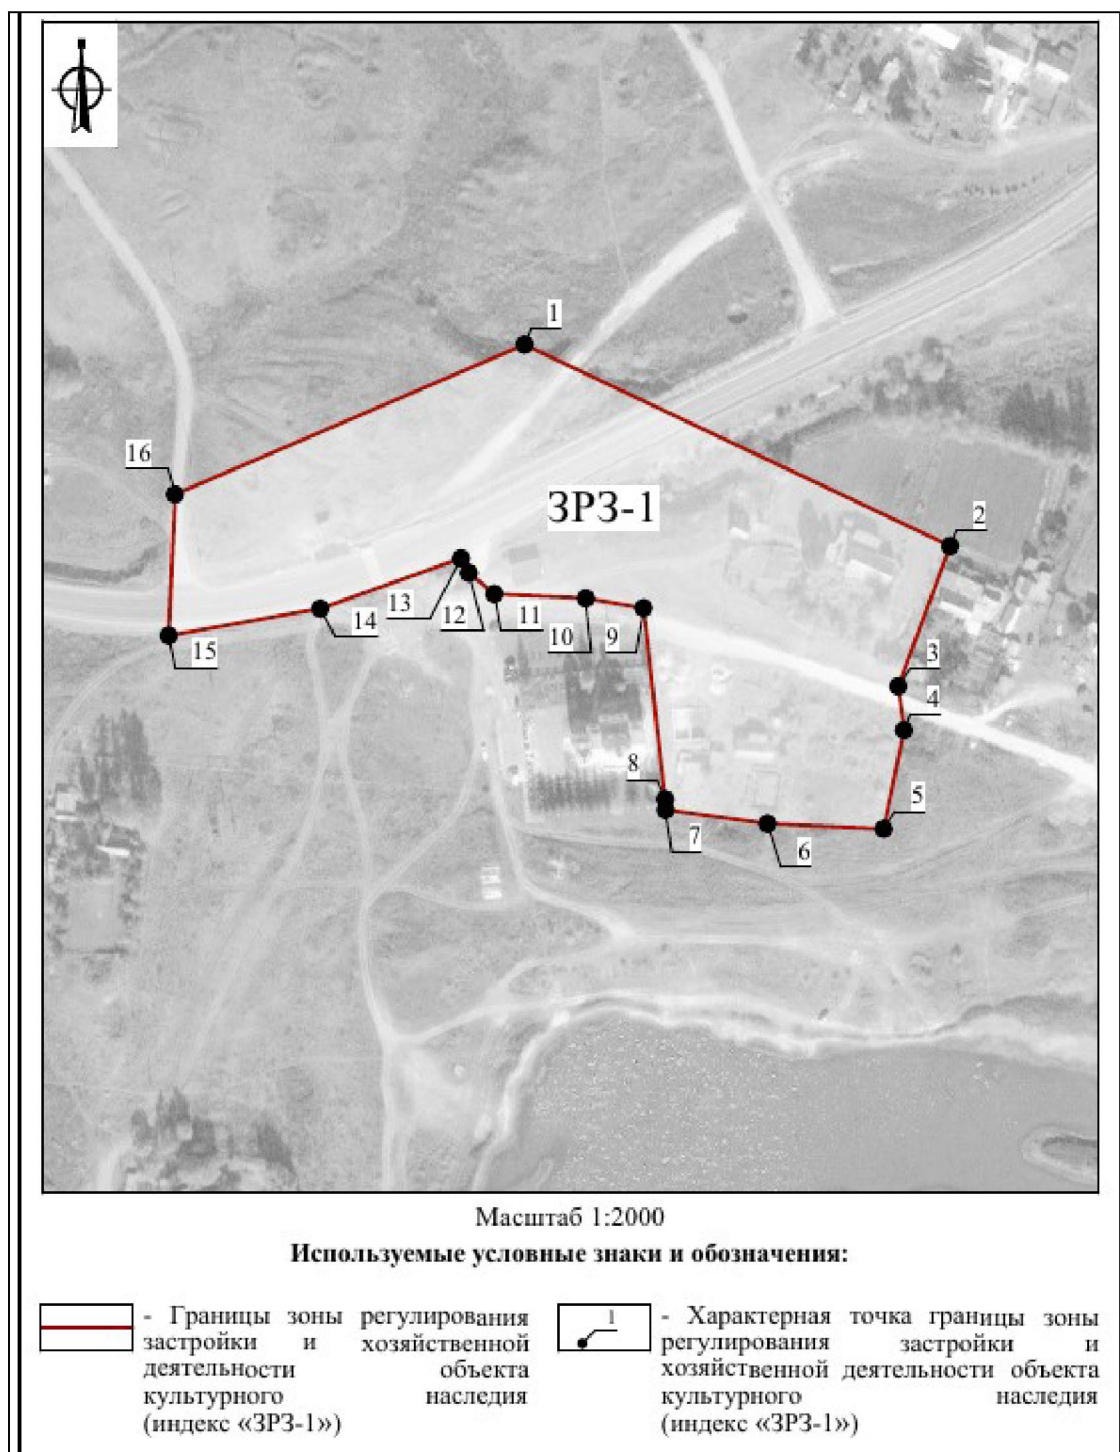 1
16
ЗРЗ-1
2
13
12
11
10
9
14
15
3
4
8
7
6
5
Масштаб 1:2000
Используемые условные знаки и обозначения:
- Границы зоны регулирования
застройки и хозяйственной
деятельности объекта
культурного наследия
(индекс «ЗРЗ-1»)
1
- Характерная точка границы зоны
регулирования застройки и
хозяйственной деятельности объекта
культурного наследия
(индекс «ЗРЗ-1»)